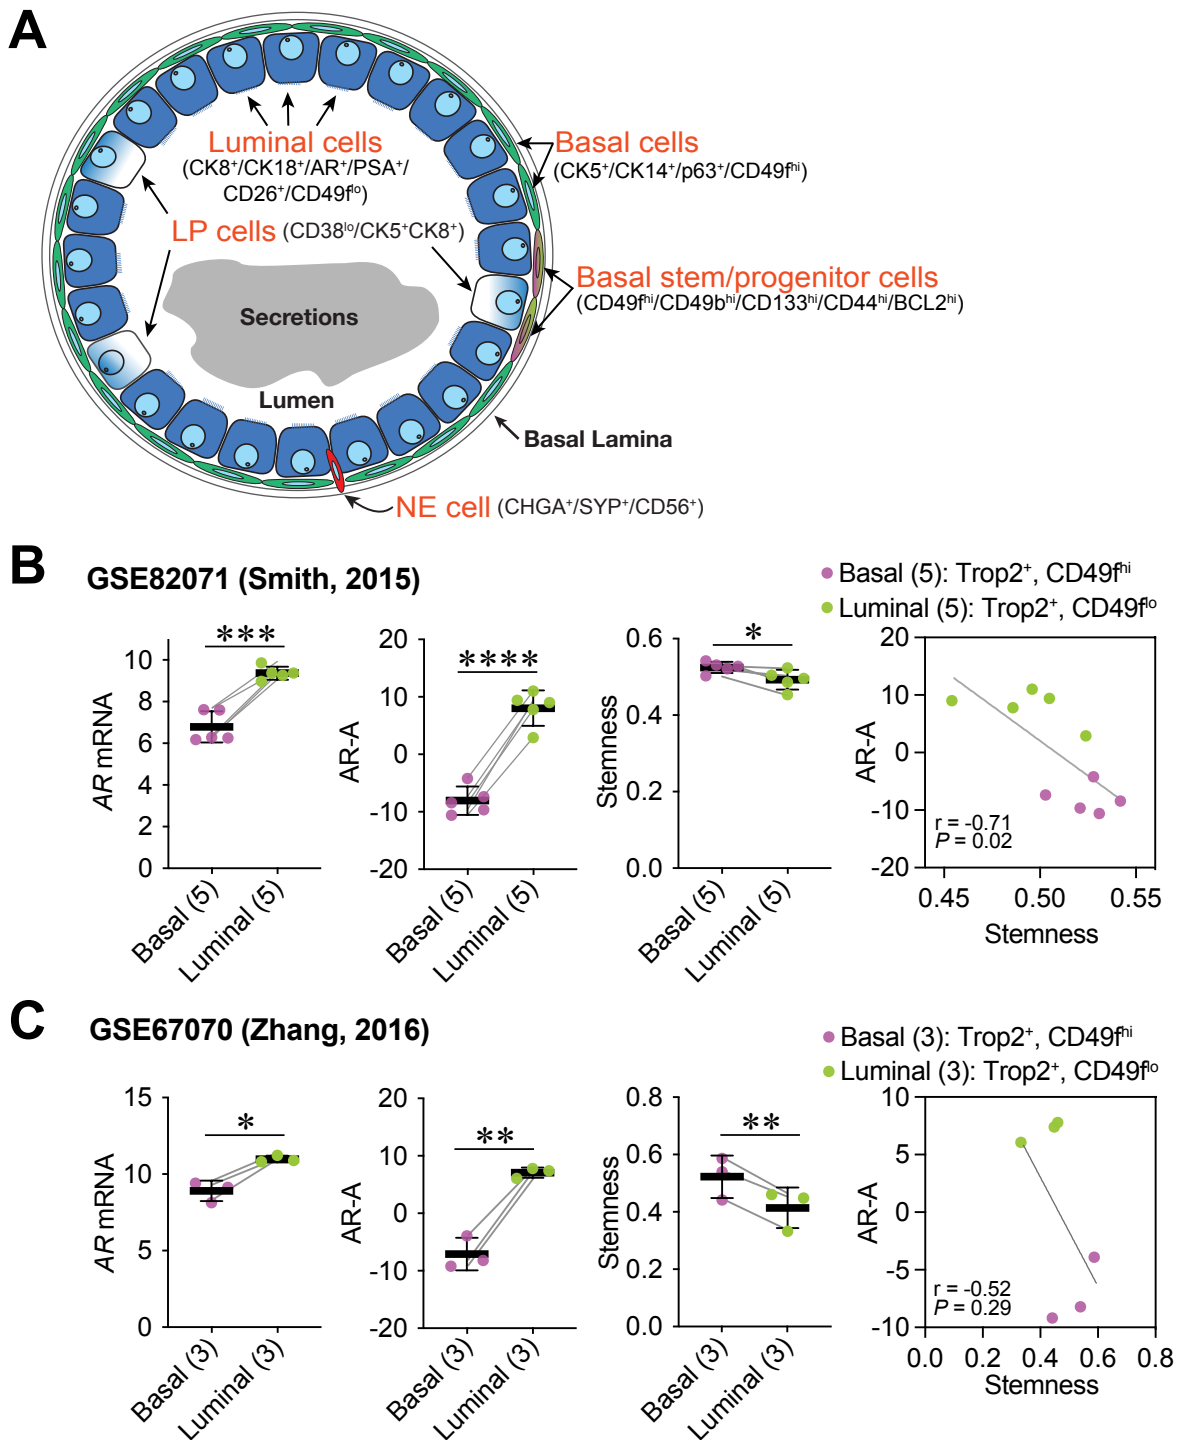 A
Luminal cells
(CK8⁺/CK18⁺/AR⁺/PSA⁺/
CD26⁺/CD49fˡᵒ)
Basal cells
(CK5⁺/CK14⁺/p63⁺/CD49fʰⁱ)
LP cells (CD38ˡᵒ/CK5⁺CK8⁺)
Basal stem/progenitor cells
(CD49fʰⁱ/CD49bʰⁱ/CD133ʰⁱ/CD44ʰⁱ/BCL2ʰⁱ)
Secretions
Lumen
Basal Lamina
NE cell (CHGA⁺/SYP⁺/CD56⁺)
B
GSE82071 (Smith, 2015)
Basal (5): Trop2⁺, CD49fʰⁱ
Luminal (5): Trop2⁺, CD49fˡᵒ
AR mRNA
10
8
6
4
2
0
***
Basal (5)
Luminal (5)
AR-A
20
10
0
-10
-20
****
Basal (5)
Luminal (5)
Stemness
0.6
0.4
0.2
0.0
*
Basal (5)
Luminal (5)
AR-A
20
10
0
-10
-20
r = -0.71
P = 0.02
0.45
0.50
0.55
Stemness
C
GSE67070 (Zhang, 2016)
Basal (3): Trop2⁺, CD49fʰⁱ
Luminal (3): Trop2⁺, CD49fˡᵒ
AR mRNA
15
10
5
0
*
Basal (3)
Luminal (3)
AR-A
20
10
0
-10
-20
**
Basal (3)
Luminal (3)
Stemness
0.8
0.6
0.4
0.2
0.0
**
Basal (3)
Luminal (3)
AR-A
10
5
0
-5
-10
r = -0.52
P = 0.29
0.0
0.2
0.4
0.6
0.8
Stemness